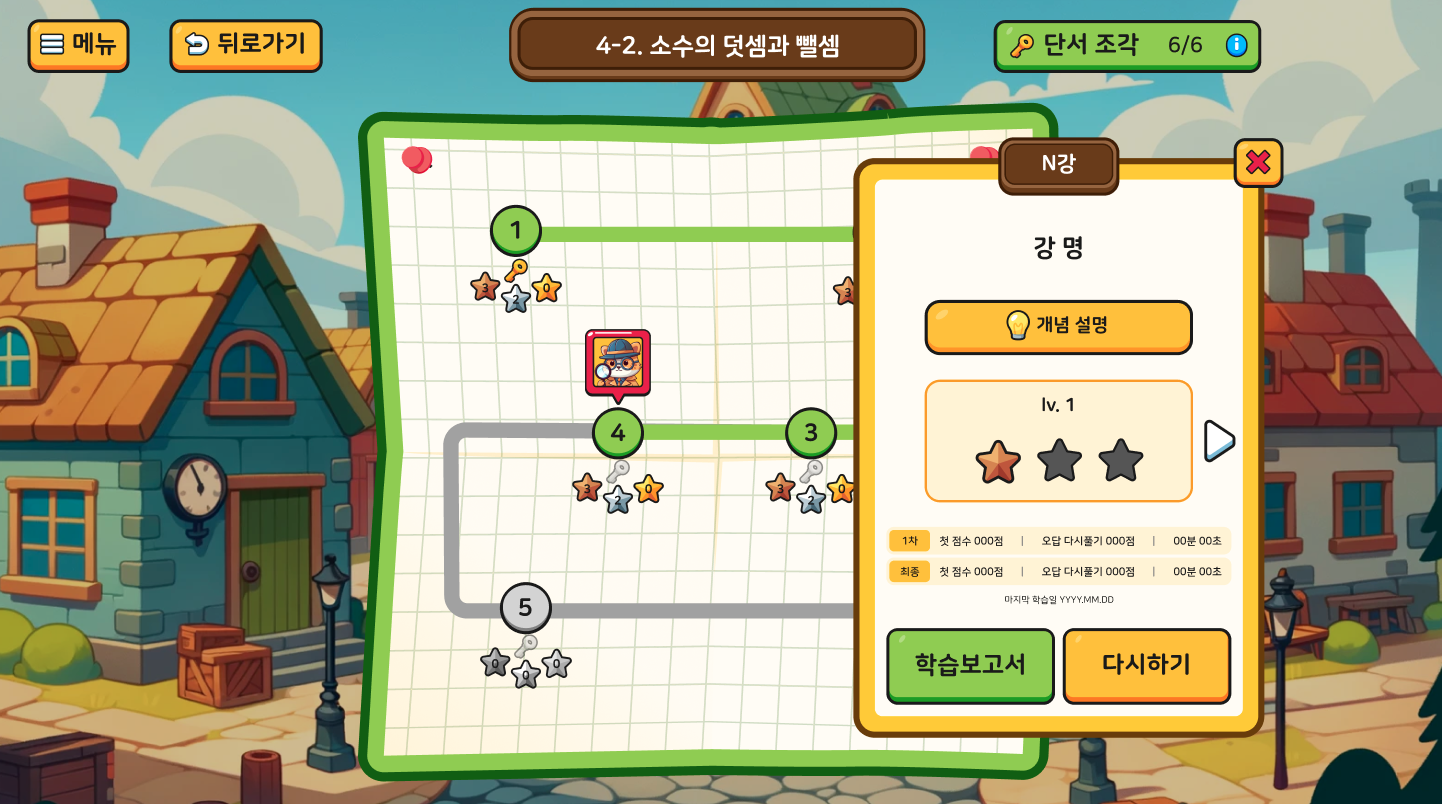 메뉴
뒤로가기
4-2. 소수의 덧셈과 뺄셈
단서 조각 6/6 i
N강
강 명
1
3 2 0
3
개념 설명
lv. 1
4
3
3 2 0
3 2 0
1차 첫 점수 000점 | 오답 다시풀기 000점 | 00분 00초
최종 첫 점수 000점 | 오답 다시풀기 000점 | 00분 00초
마지막 학습일 YYYY.MM.DD
5
0 0 0
학습보고서
다시하기